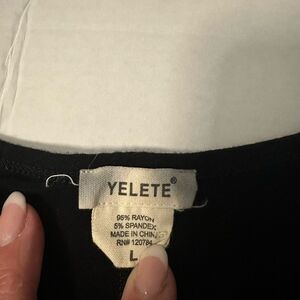 YELETE®
95% RAYON
5% SPANDEX
MADE IN CHINA
RN# 120784
L